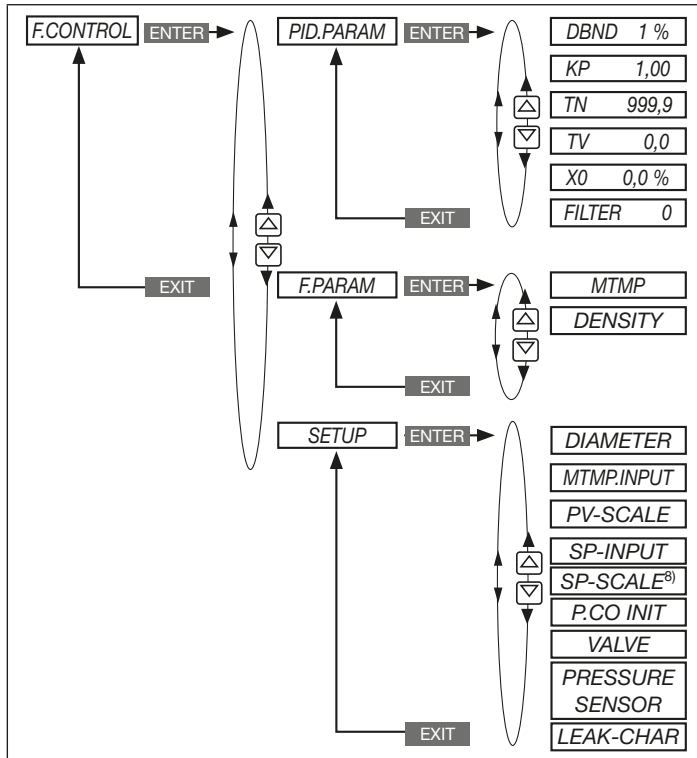 F.CONTROL ENTER PID.PARAM ENTER DBND 1 %
KP 1,00
TN 999,9
TV 0,0
X0 0,0 %
EXIT FILTER 0
EXIT F.PARAM ENTER MTMP
DENSITY
EXIT
SETUP ENTER DIAMETER
MTMP.INPUT
PV-SCALE
SP-INPUT
SP-SCALE8)
P.CO INIT
VALVE
PRESSURE
SENSOR
EXIT LEAK-CHAR